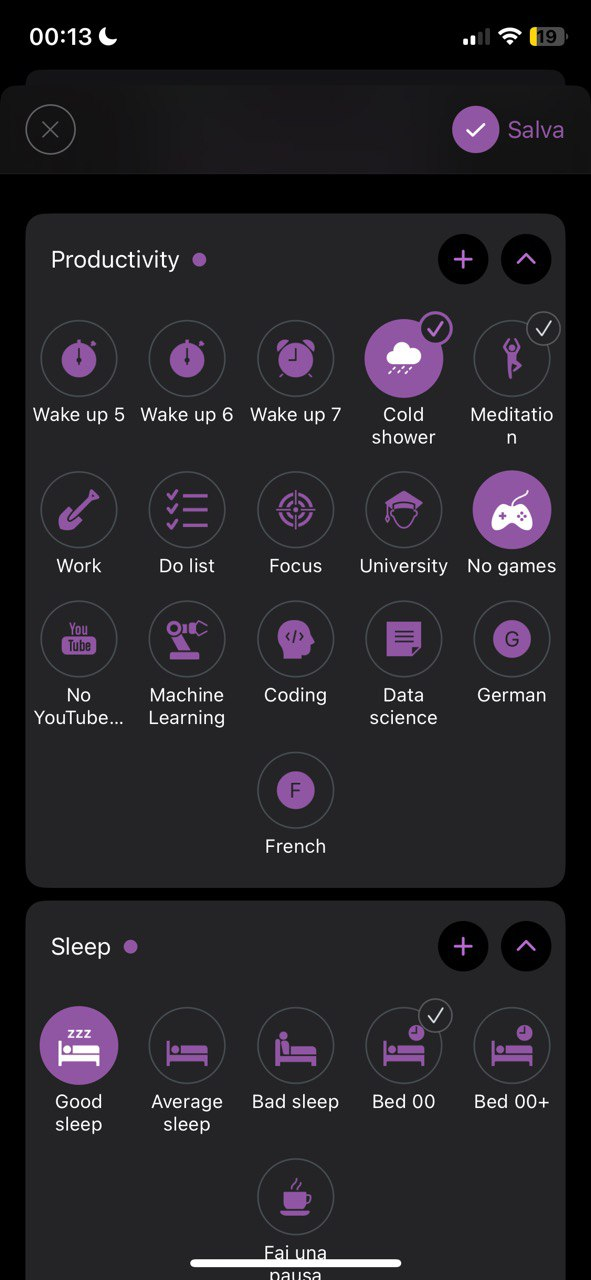 00:13
19
Salva
Productivity
Wake up 5
Wake up 6
Wake up 7
Cold
shower
Meditatio
n
Work
Do list
Focus
University
No games
You
Tube
</>
G
No
YouTube...
Machine
Learning
Coding
Data
science
German
F
French
Sleep
zzz
Good
sleep
Average
sleep
Bad sleep
Bed 00
Bed 00+
Fai una
pausa